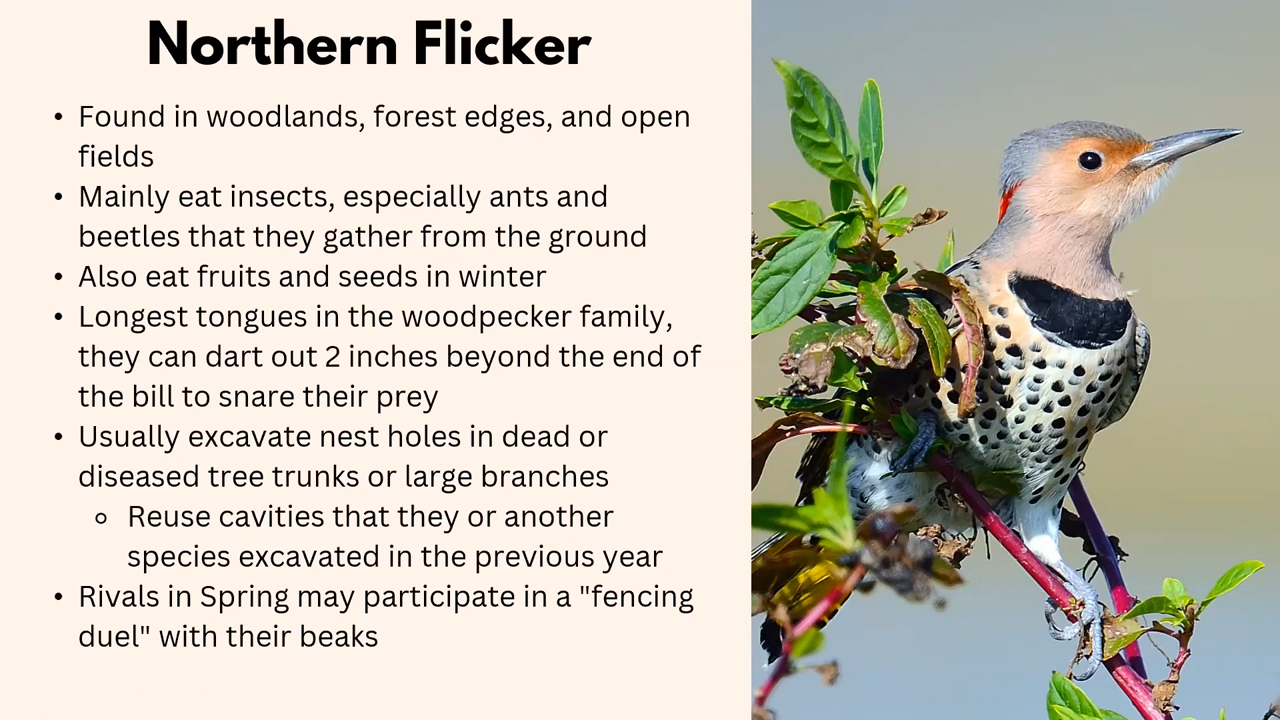 Northern Flicker
• Found in woodlands, forest edges, and open
fields
• Mainly eat insects, especially ants and
beetles that they gather from the ground
• Also eat fruits and seeds in winter
• Longest tongues in the woodpecker family,
they can dart out 2 inches beyond the end of
the bill to snare their prey
• Usually excavate nest holes in dead or
diseased tree trunks or large branches
◦ Reuse cavities that they or another
species excavated in the previous year
• Rivals in Spring may participate in a "fencing
duel" with their beaks